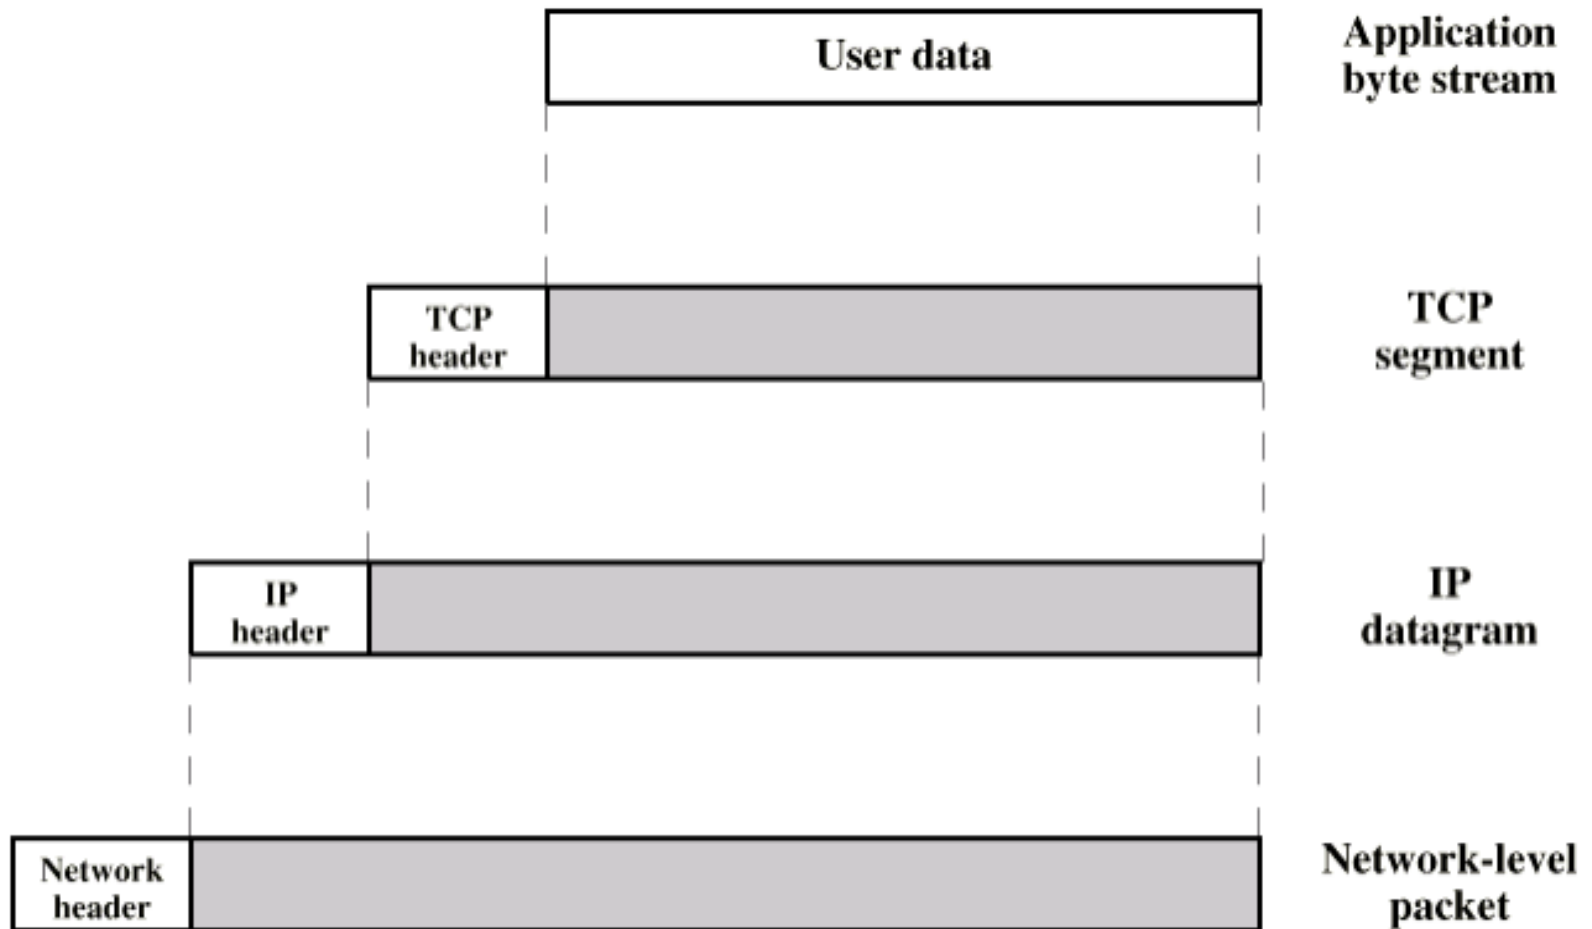 User data
Application
byte stream
TCP
header
TCP
segment
IP
header
IP
datagram
Network
header
Network-level
packet